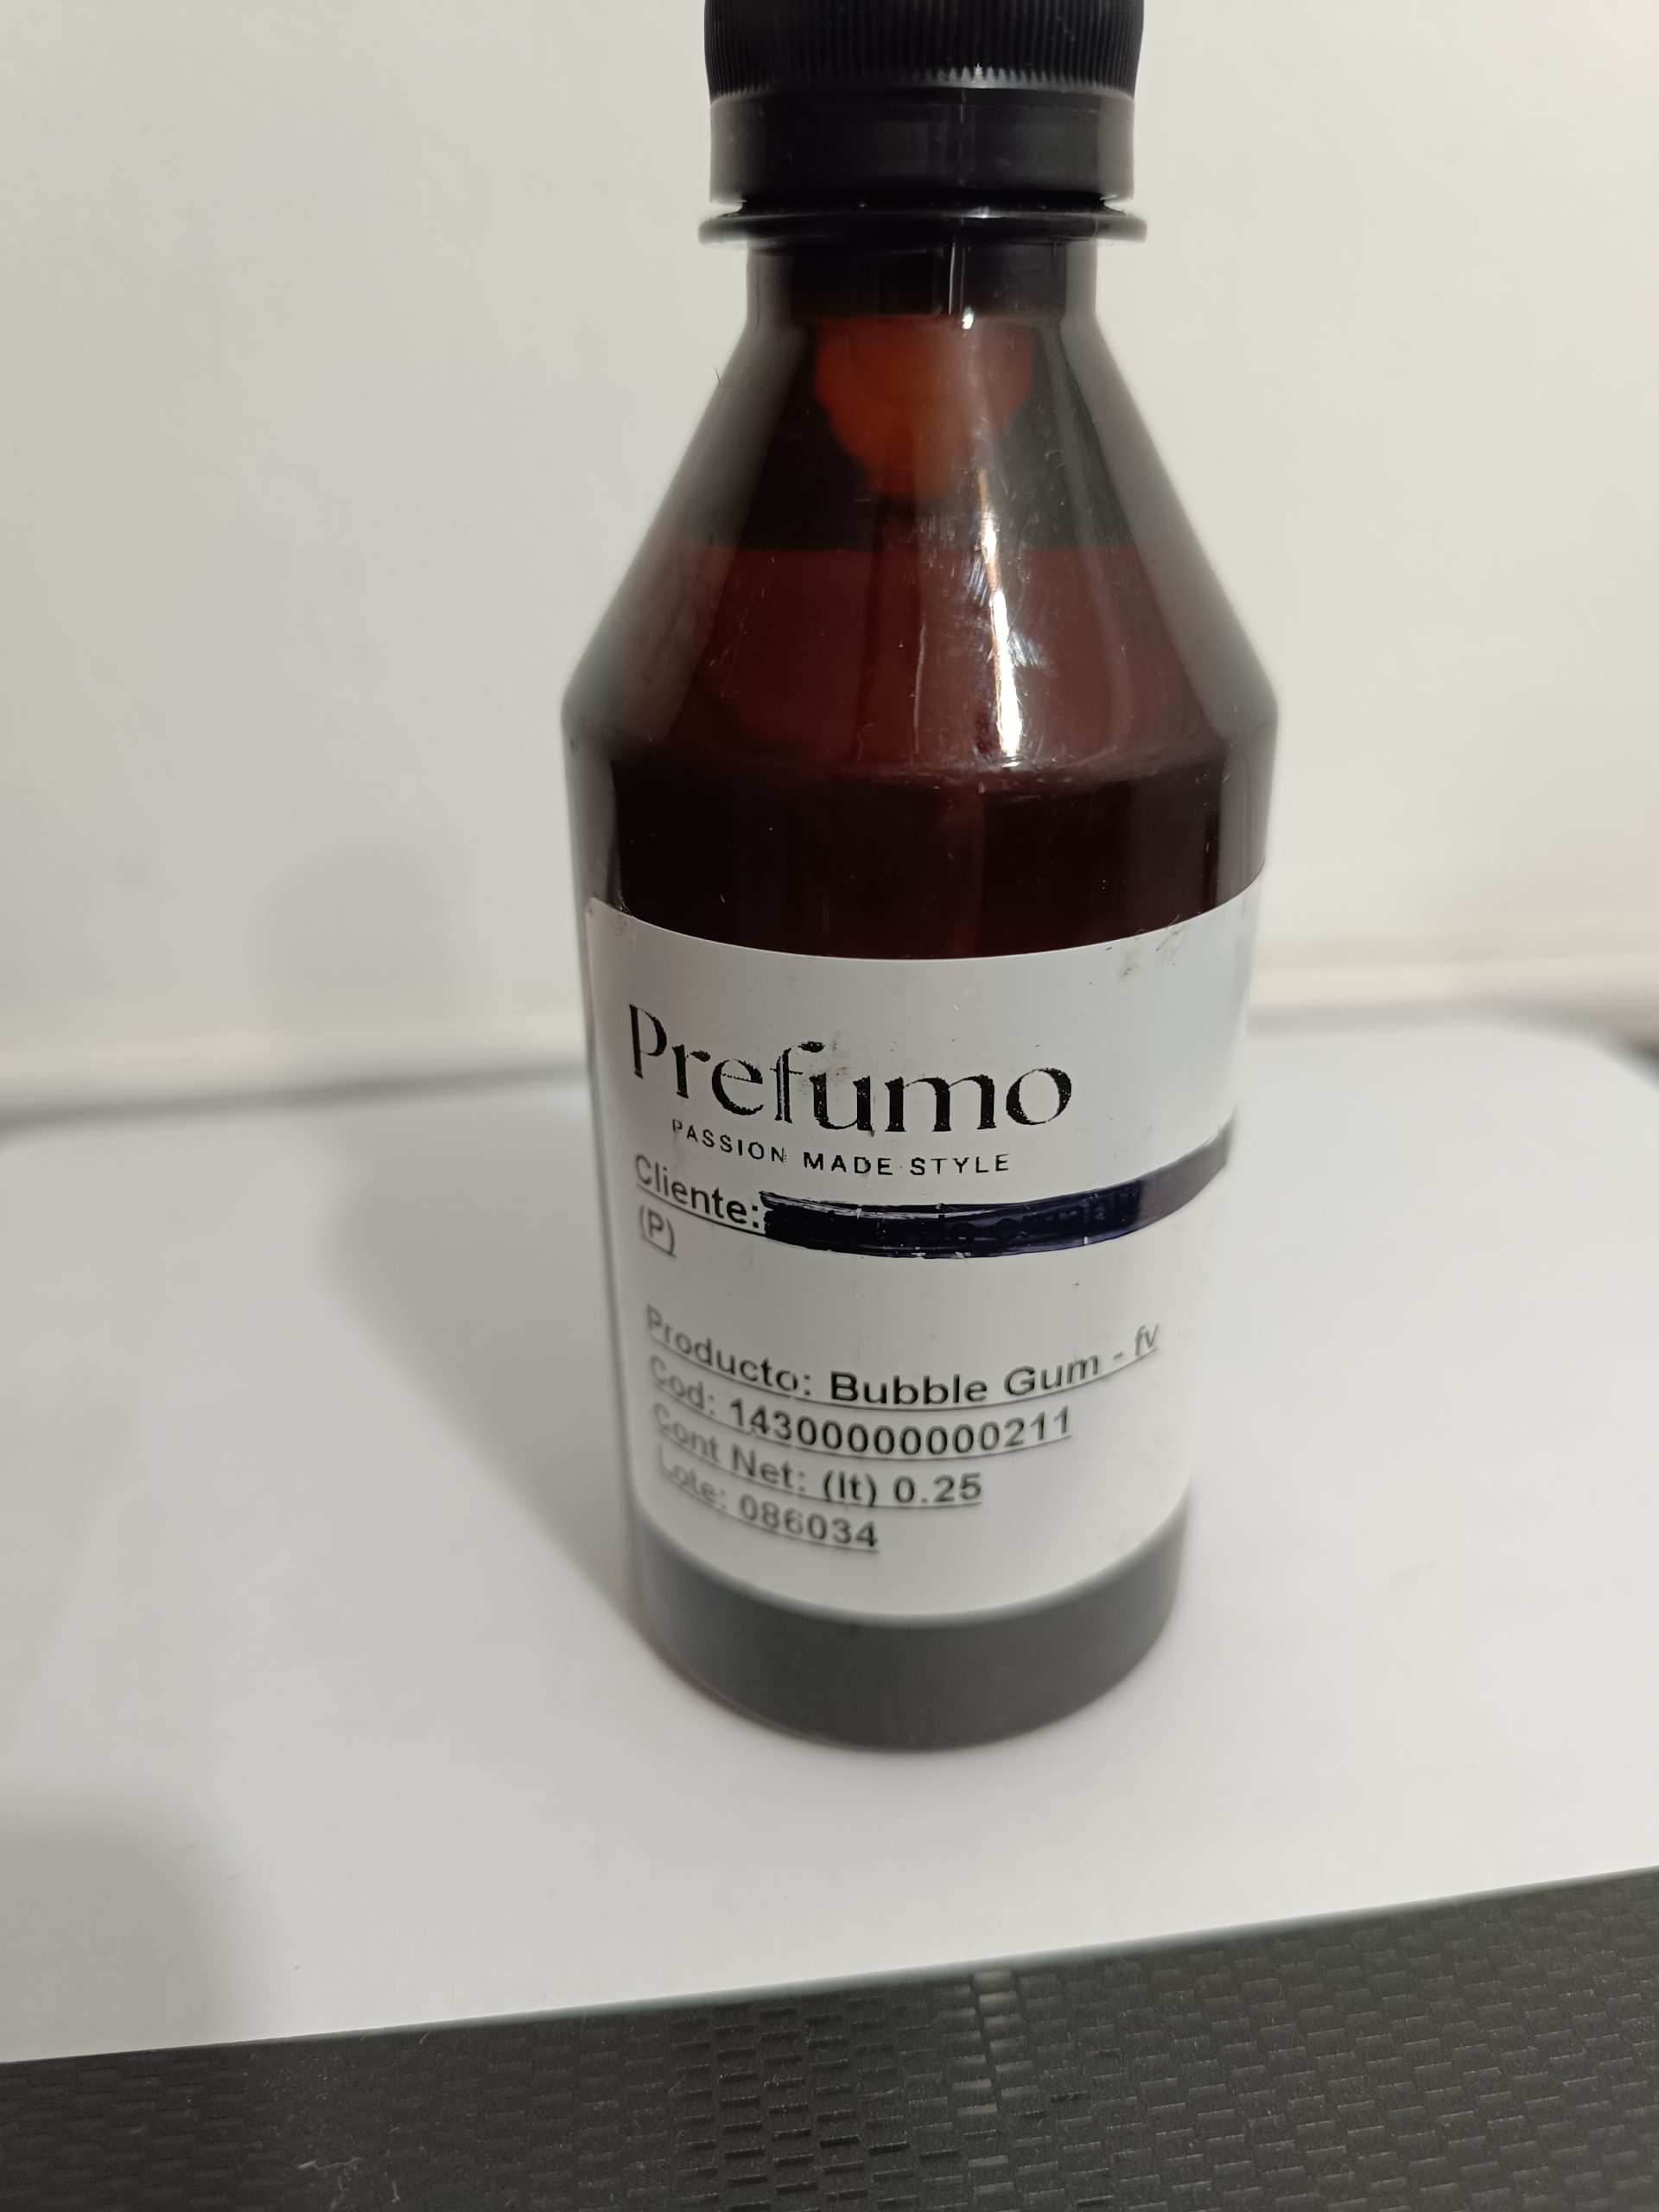 Prefumo
PASSION MADE STYLE
Cliente:
(P)
Producto: Bubble Gum - fv
Cod: 14300000000211
Cont Net: (lt) 0.25
Lote: 086034